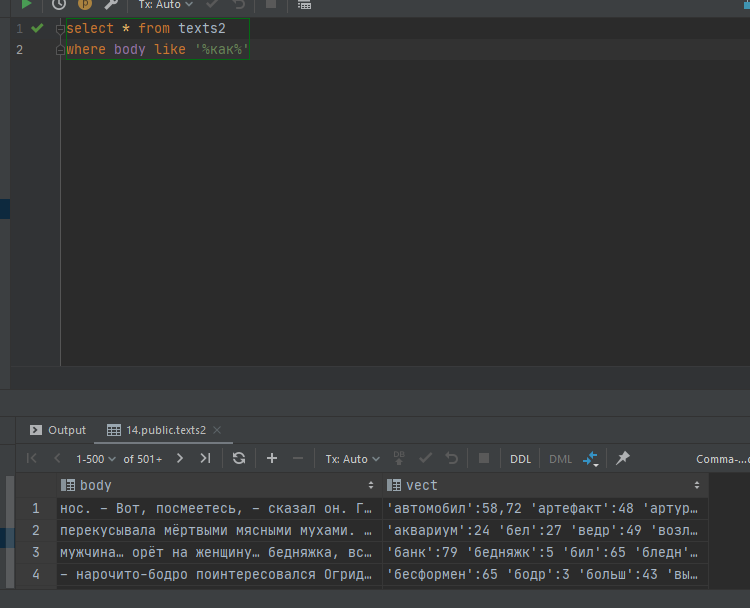 Tx: Auto
1 select * from texts2
2 where body like '%как%'
Output
14.public.texts2
1-500 of 501+
Tx: Auto
DB
DDL
DML
Comma-...
body vect
1 нос. – Вот, посмеетесь, – сказал он. Г… 'автомобил':58,72 'артефакт':48 'артур…
2 перекусывала мёртвыми мясными мухами. … 'аквариум':24 'бел':27 'ведр':49 'возл…
3 мужчина… орёт на женщину… бедняжка, вс… 'банк':79 'бедняжк':5 'бил':65 'бледн'…
4 – нарочито-бодро поинтересовался Огрид… 'бесформен':65 'бодр':3 'больш':43 'вы…